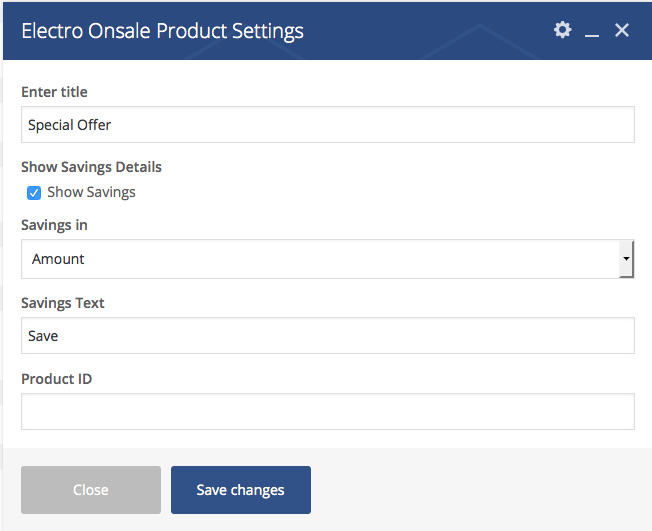 Electro Onsale Product Settings
Enter title
Special Offer
Show Savings Details
Show Savings
Savings in
Amount
Savings Text
Save
Product ID
Close
Save changes